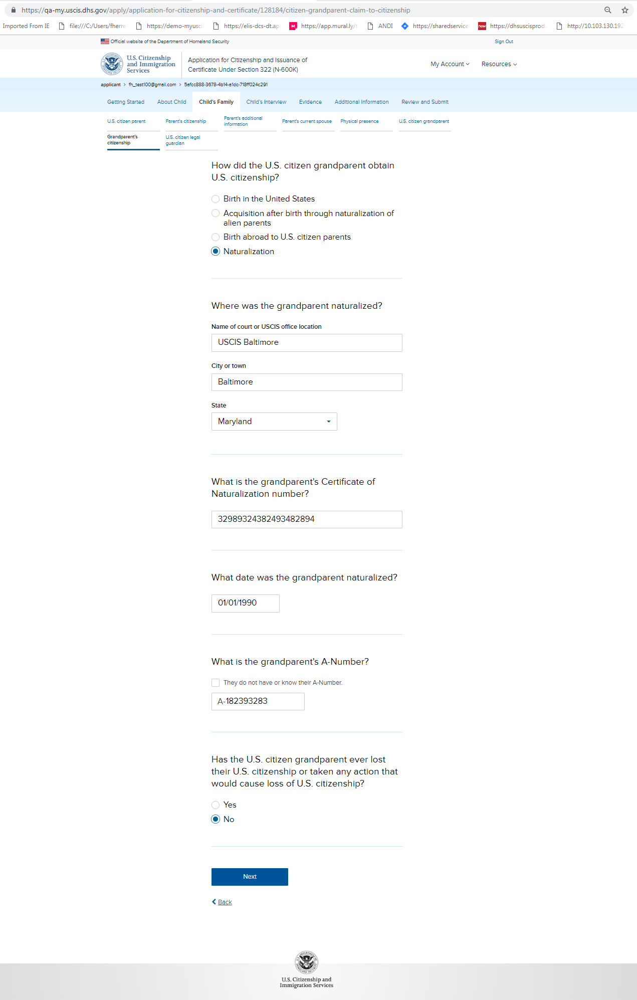 https://qa-my.uscis.dhs.gov/apply/application-for-citizenship-and-certificate/128184/citizen-grandparent-claim-to-citizenship
Imported From IE file:///C:/Users/fherre https://demo-myusci https://elis-dcs-dt.ap https://app.mural.ly/t ANDI https://sharedservice https://dhsuscisprod. http://10.103.130.192
Official website of the Department of Homeland Security Sign Out
U.S. Citizenship
and Immigration
Services
Application for Citizenship and Issuance of
Certificate Under Section 322 (N-600K)
My Account Resources
applicant > fh_test100@gmail.com > 5afcc888-3678-4b14-a1dc-718ff024c291
Getting Started About Child Child's Family Child's Interview Evidence Additional Information Review and Submit
U.S. citizen parent Parent's citizenship Parent's additional information Parent's current spouse Physical presence U.S. citizen grandparent
Grandparent's citizenship U.S. citizen legal guardian
How did the U.S. citizen grandparent obtain
U.S. citizenship?
Birth in the United States
Acquisition after birth through naturalization of
alien parents
Birth abroad to U.S. citizen parents
Naturalization
Where was the grandparent naturalized?
Name of court or USCIS office location
USCIS Baltimore
City or town
Baltimore
State
Maryland
What is the grandparent's Certificate of
Naturalization number?
32989324382493482894
What date was the grandparent naturalized?
01/01/1990
What is the grandparent's A-Number?
They do not have or know their A-Number.
A-182393283
Has the U.S. citizen grandparent ever lost
their U.S. citizenship or taken any action that
would cause loss of U.S. citizenship?
Yes
No
Next
Back
U.S. Citizenship and
Immigration Services